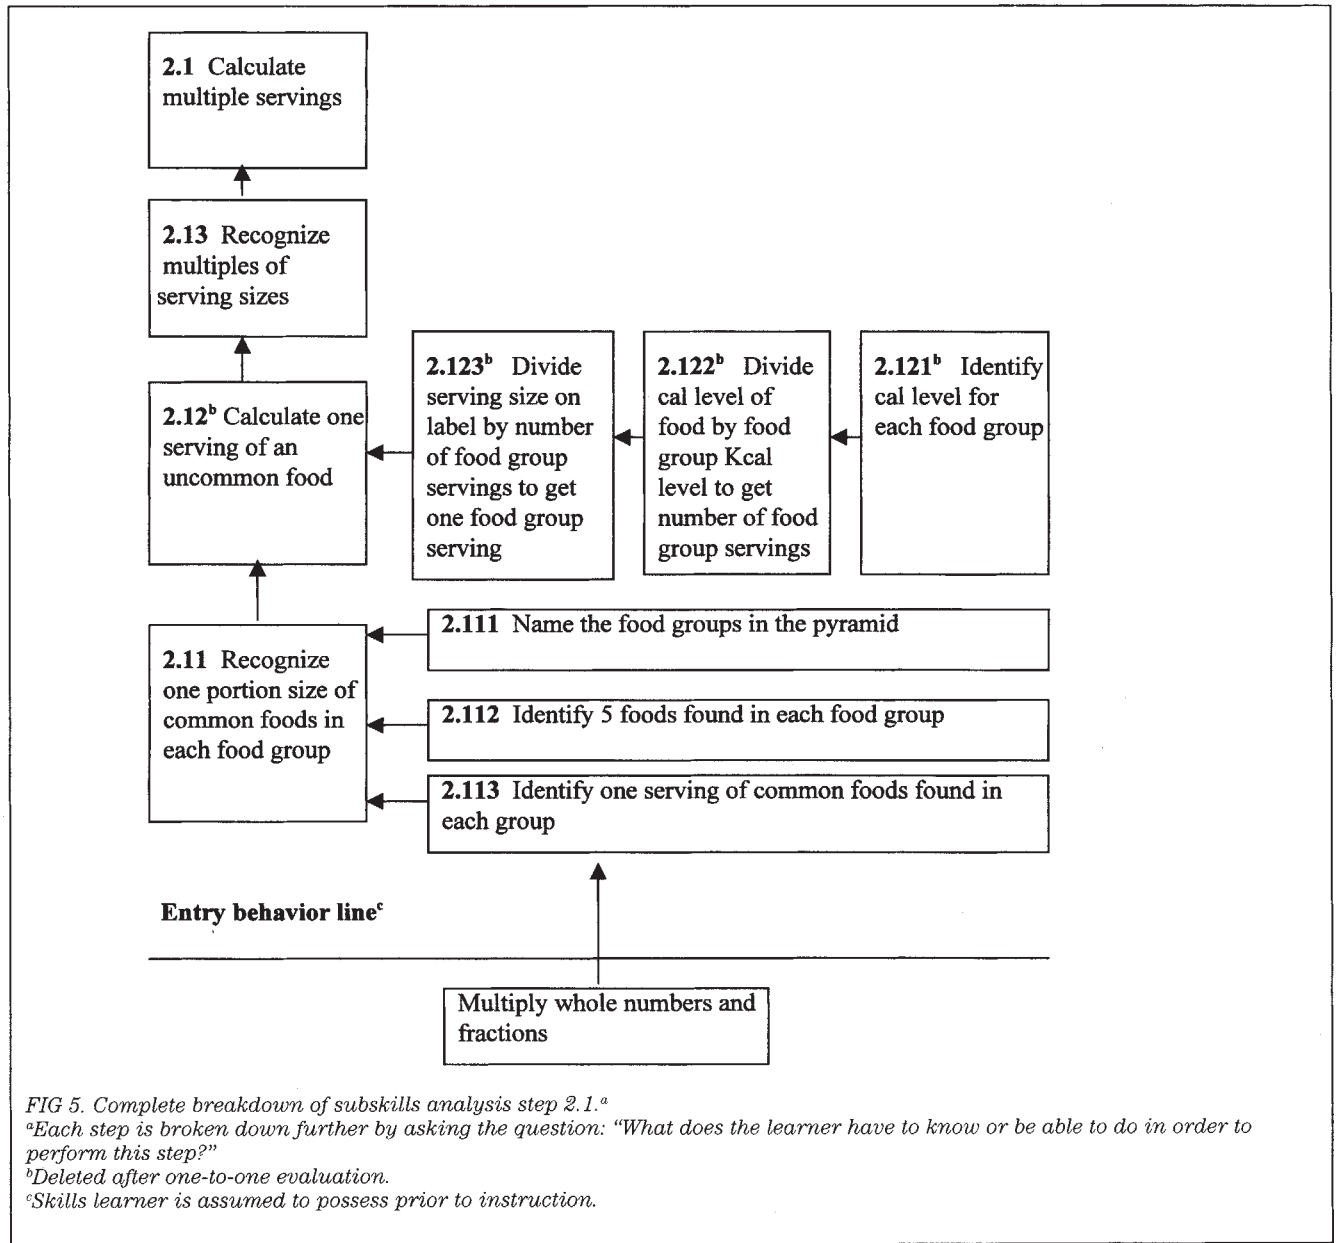 2.1 Calculate
multiple servings
2.13 Recognize
multiples of
serving sizes
2.12ᵇ Calculate one
serving of an
uncommon food
2.123ᵇ Divide
serving size on
label by number
of food group
servings to get
one food group
serving
2.122ᵇ Divide
cal level of
food by food
group Kcal
level to get
number of food
group servings
2.121ᵇ Identify
cal level for
each food group
2.11 Recognize
one portion size of
common foods in
each food group
2.111 Name the food groups in the pyramid
2.112 Identify 5 foods found in each food group
2.113 Identify one serving of common foods found in
each group
Entry behavior lineᶜ
Multiply whole numbers and
fractions
FIG 5. Complete breakdown of subskills analysis step 2.1.ᵃ
ᵃEach step is broken down further by asking the question: “What does the learner have to know or be able to do in order to
perform this step?”
ᵇDeleted after one-to-one evaluation.
ᶜSkills learner is assumed to possess prior to instruction.